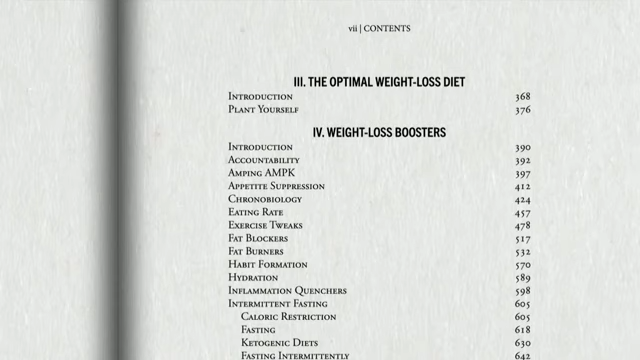 vii | CONTENTS
III. THE OPTIMAL WEIGHT-LOSS DIET
INTRODUCTION 368
PLANT YOURSELF 376
IV. WEIGHT-LOSS BOOSTERS
INTRODUCTION 390
ACCOUNTABILITY 392
AMPING AMPK 397
APPETITE SUPPRESSION 412
CHRONOBIOLOGY 424
EATING RATE 457
EXERCISE TWEAKS 478
FAT BLOCKERS 517
FAT BURNERS 532
HABIT FORMATION 570
HYDRATION 589
INFLAMMATION QUENCHERS 598
INTERMITTENT FASTING 605
CALORIC RESTRICTION 605
FASTING 618
KETOGENIC DIETS 630
FASTING INTERMITTENTLY 642